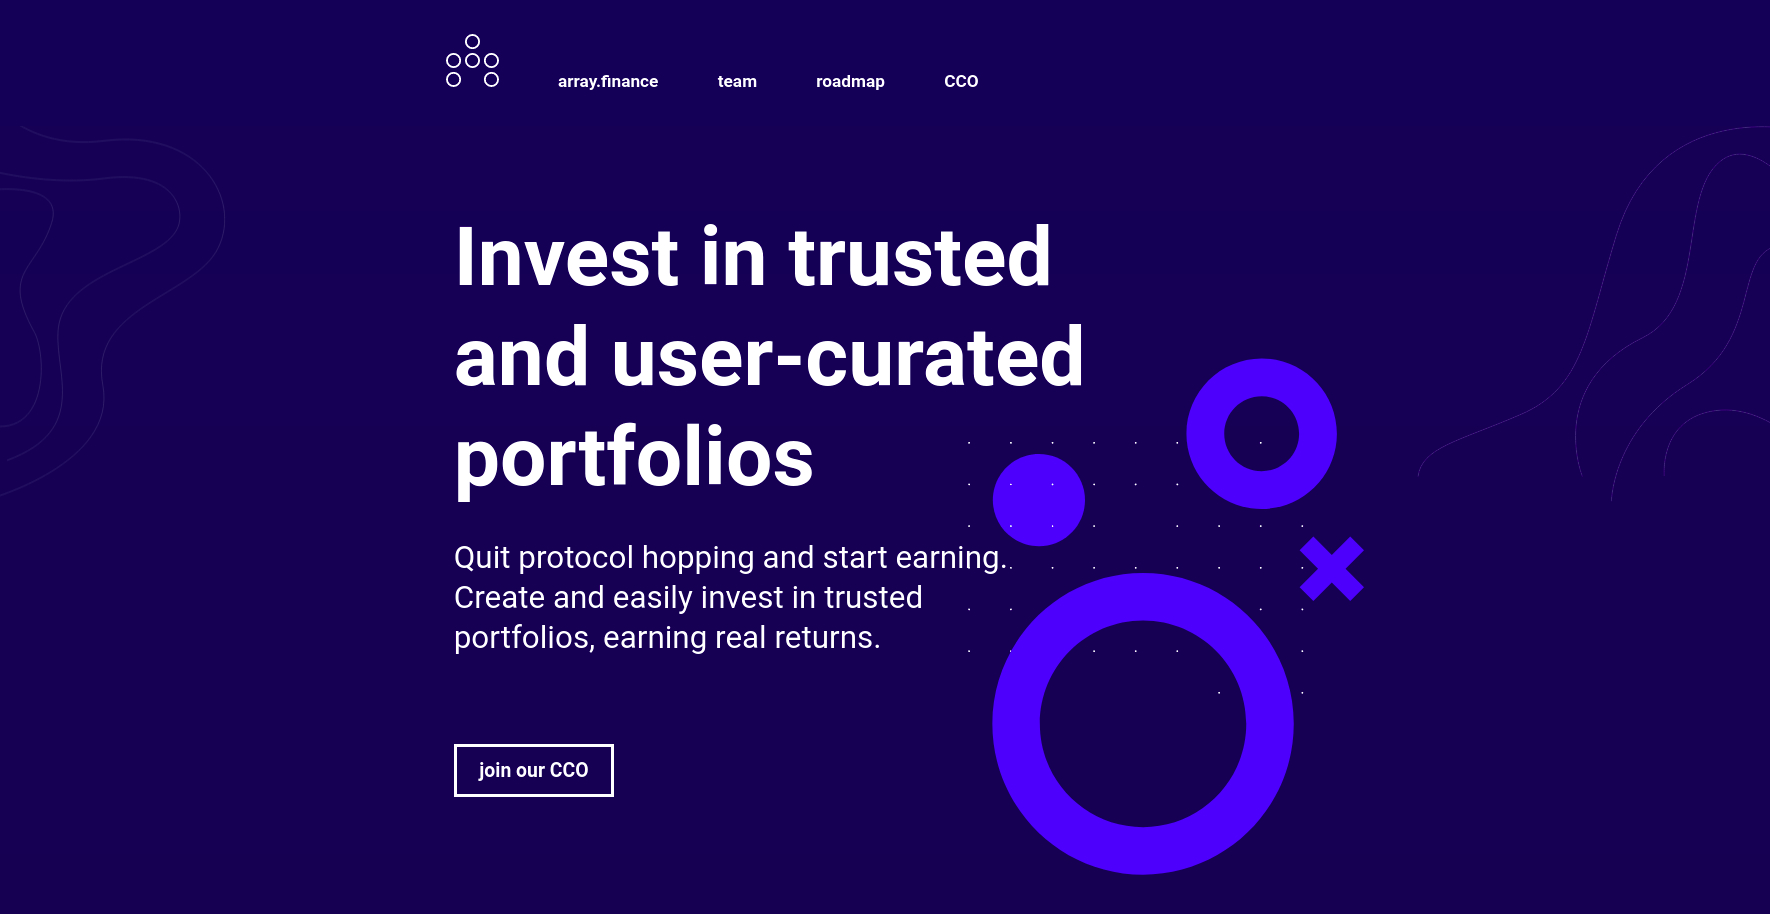 array.finance team roadmap CCO
Invest in trusted
and user-curated
portfolios
Quit protocol hopping and start earning.
Create and easily invest in trusted
portfolios, earning real returns.
join our CCO